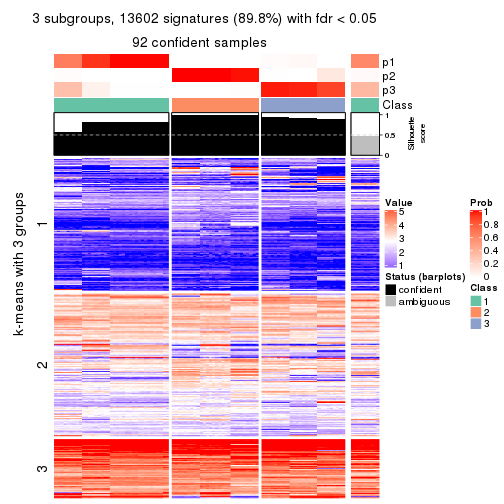 3 subgroups, 13602 signatures (89.8%) with fdr < 0.05
92 confident samples
p1
p2
p3
Class
1
0.5
0
Silhouette
score
k-means with 3 groups
1
2
3
Value
5
4
3
2
1
Status (barplots)
confident
ambiguous
Prob
1
0.8
0.6
0.4
0.2
0
Class
1
2
3